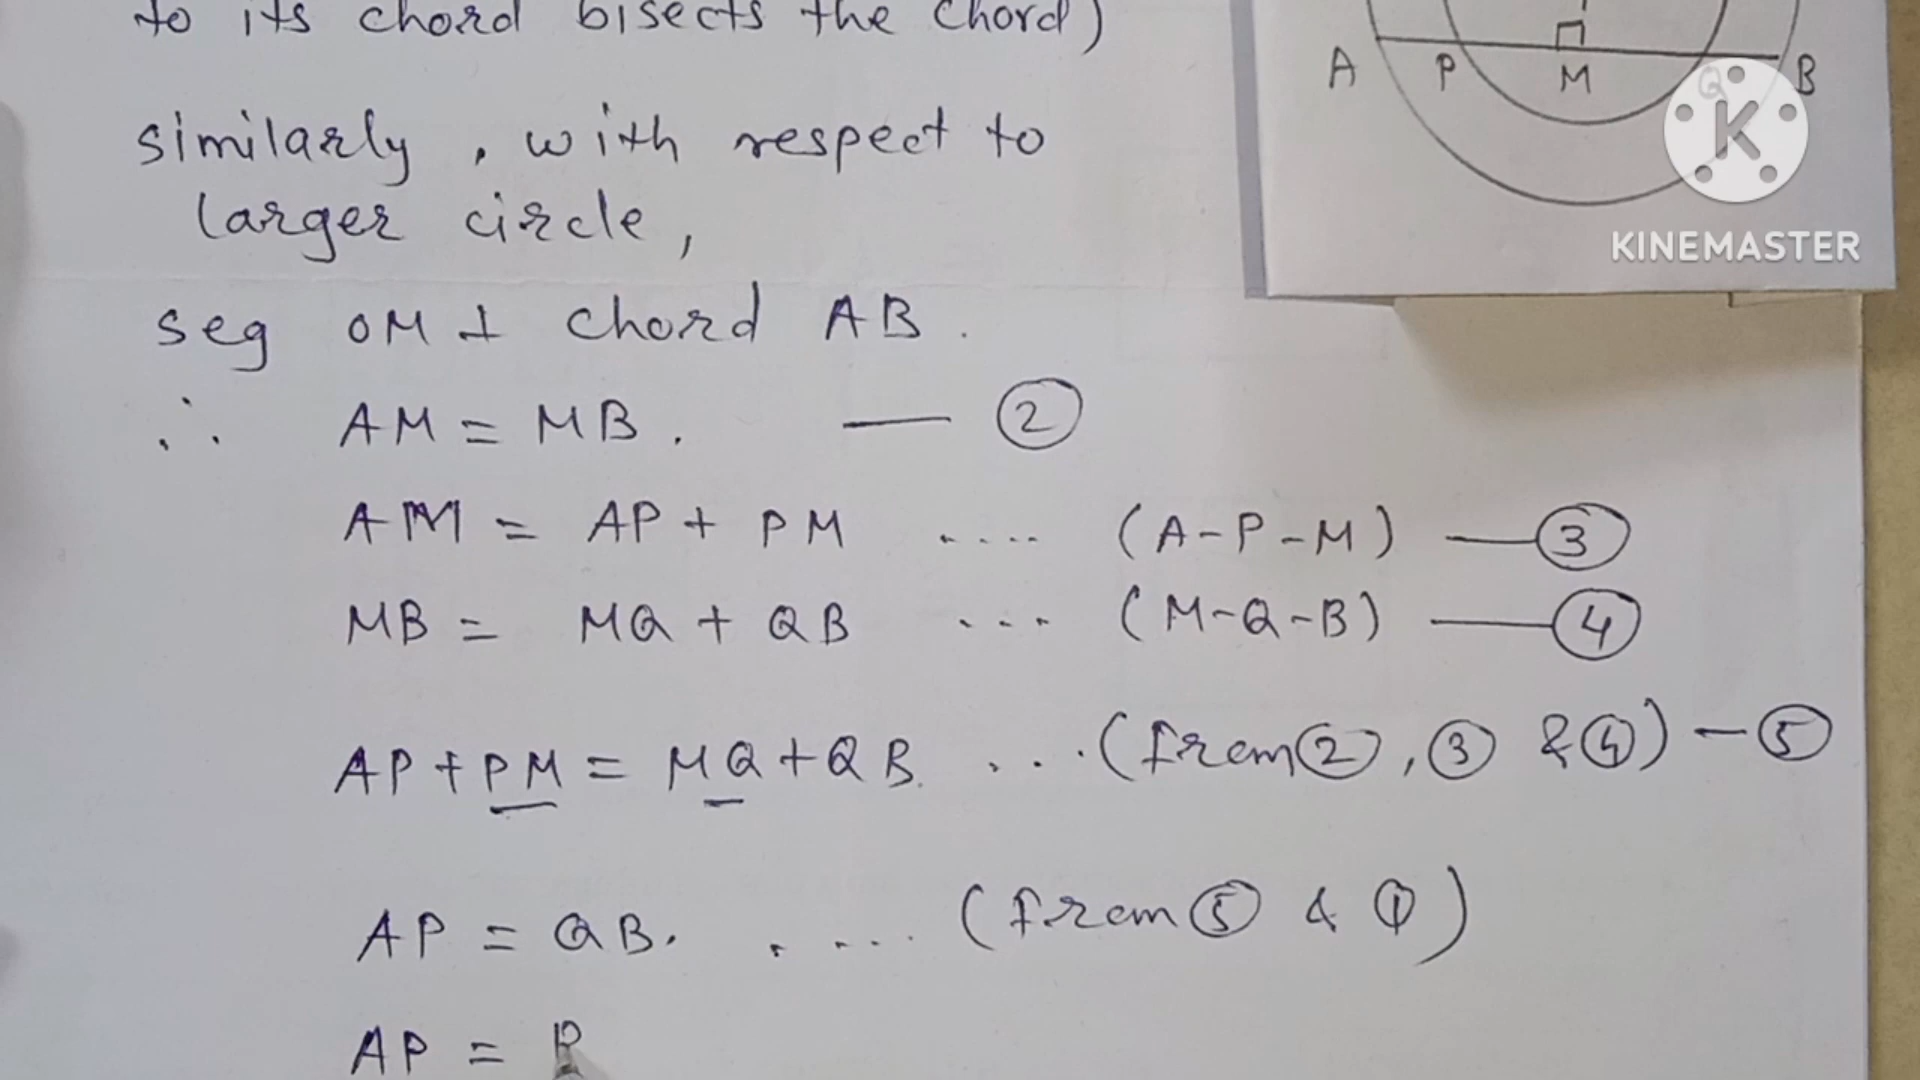 to its chord bisects the chord)
similarly, with respect to
larger circle,
seg OM ⊥ chord AB.
∴ AM = MB. — ②
AM = AP + PM .... (A-P-M) — ③
MB = MQ + QB ... (M-Q-B) — ④
AP + PM = MQ + QB. ... (from ②, ③ & ④) — ⑤
AP = QB. .... (from ⑤ & ①)
AP =
A P M Q B
K
KINEMASTER